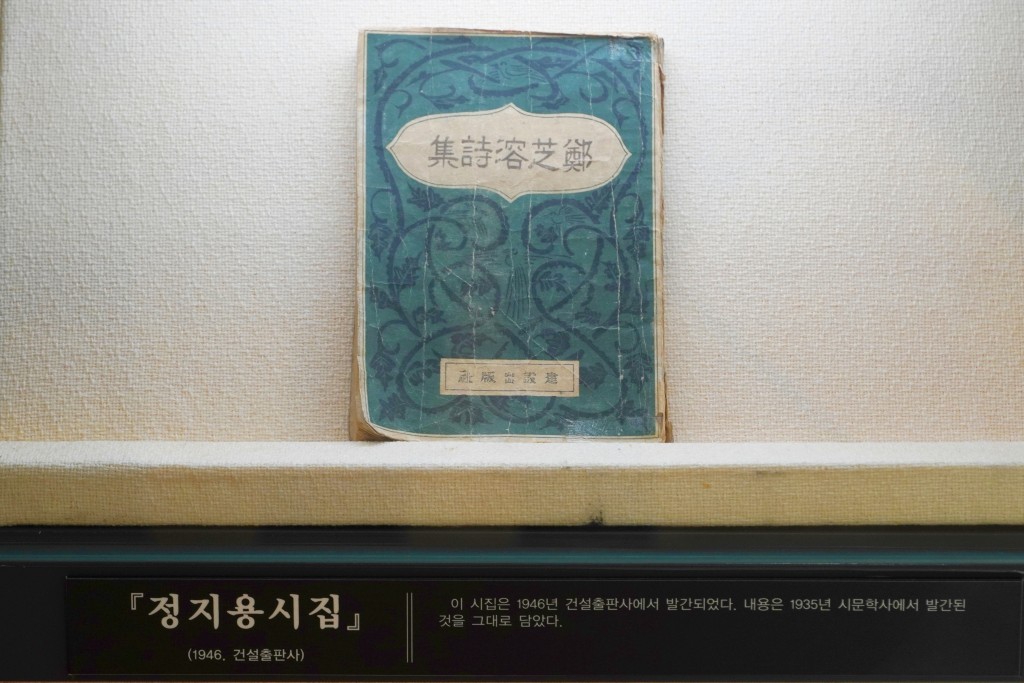 鄭芝溶詩集
建設出版社
『정지용시집』
(1946. 건설출판사)
이 시집은 1946년 건설출판사에서 발간되었다. 내용은 1935년 시문학사에서 발간된
것을 그대로 담았다.